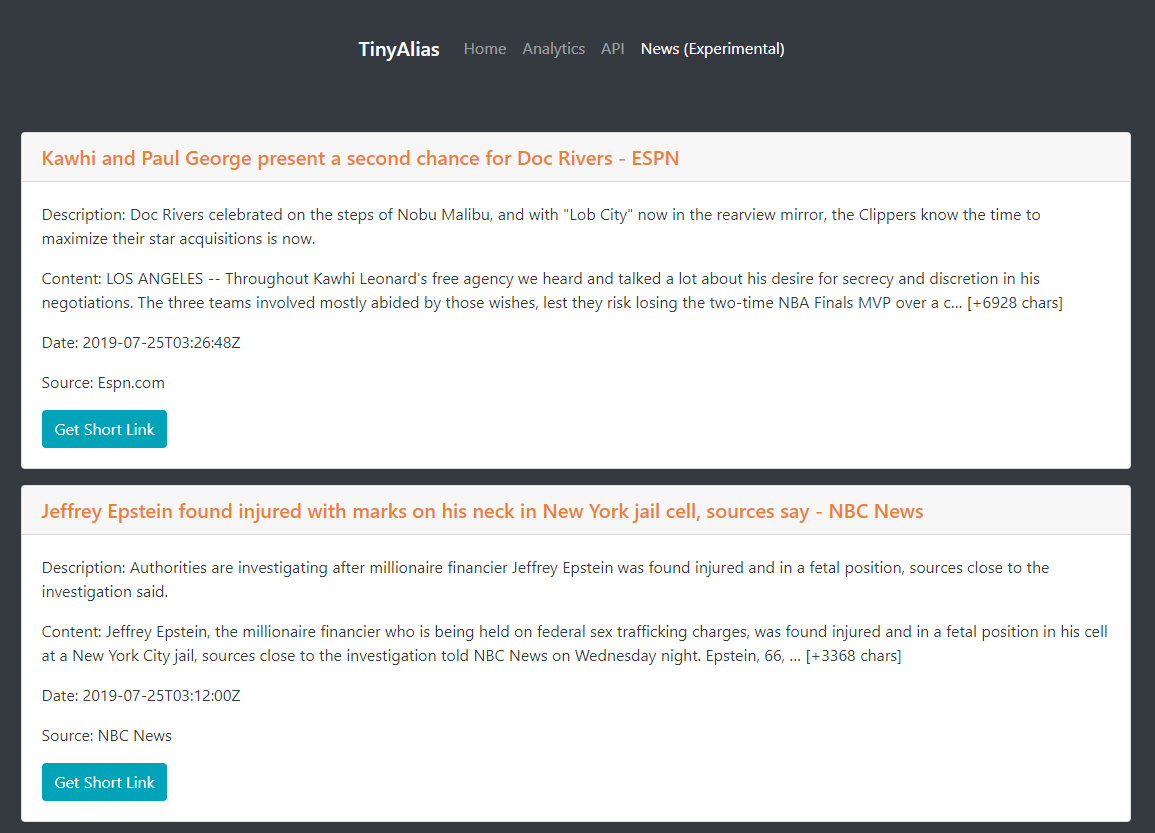 TinyAlias Home Analytics API News (Experimental)
Kawhi and Paul George present a second chance for Doc Rivers - ESPN
Description: Doc Rivers celebrated on the steps of Nobu Malibu, and with "Lob City" now in the rearview mirror, the Clippers know the time to
maximize their star acquisitions is now.
Content: LOS ANGELES -- Throughout Kawhi Leonard's free agency we heard and talked a lot about his desire for secrecy and discretion in his
negotiations. The three teams involved mostly abided by those wishes, lest they risk losing the two-time NBA Finals MVP over a c... [+6928 chars]
Date: 2019-07-25T03:26:48Z
Source: Espn.com
Get Short Link
Jeffrey Epstein found injured with marks on his neck in New York jail cell, sources say - NBC News
Description: Authorities are investigating after millionaire financier Jeffrey Epstein was found injured and in a fetal position, sources close to the
investigation said.
Content: Jeffrey Epstein, the millionaire financier who is being held on federal sex trafficking charges, was found injured and in a fetal position in his cell
at a New York City jail, sources close to the investigation told NBC News on Wednesday night. Epstein, 66, ... [+3368 chars]
Date: 2019-07-25T03:12:00Z
Source: NBC News
Get Short Link